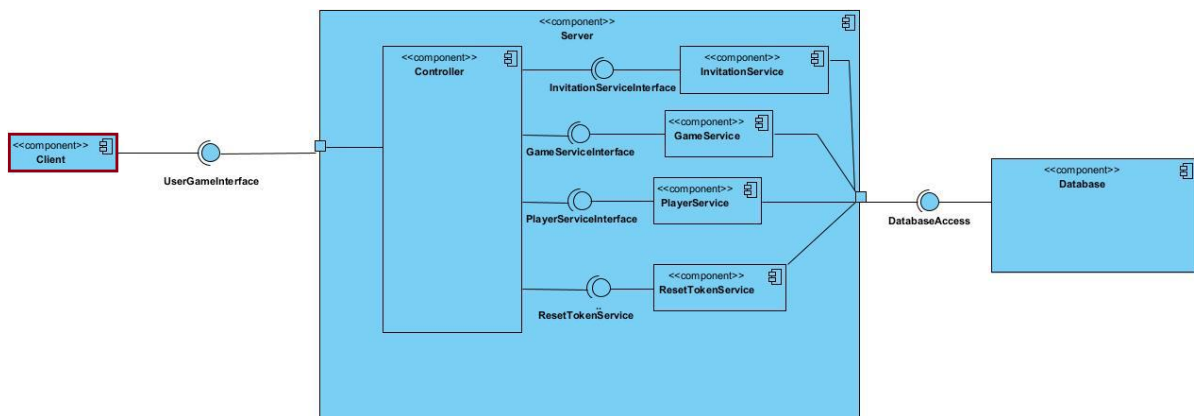 <<component>>
Server
<<component>>
Controller
<<component>>
InvitationService
InvitationServiceInterface
<<component>>
GameService
GameServiceInterface
<<component>>
Client
UserGameInterface
<<component>>
PlayerService
PlayerServiceInterface
<<component>>
Database
DatabaseAccess
<<component>>
ResetTokenService
ResetTokenService